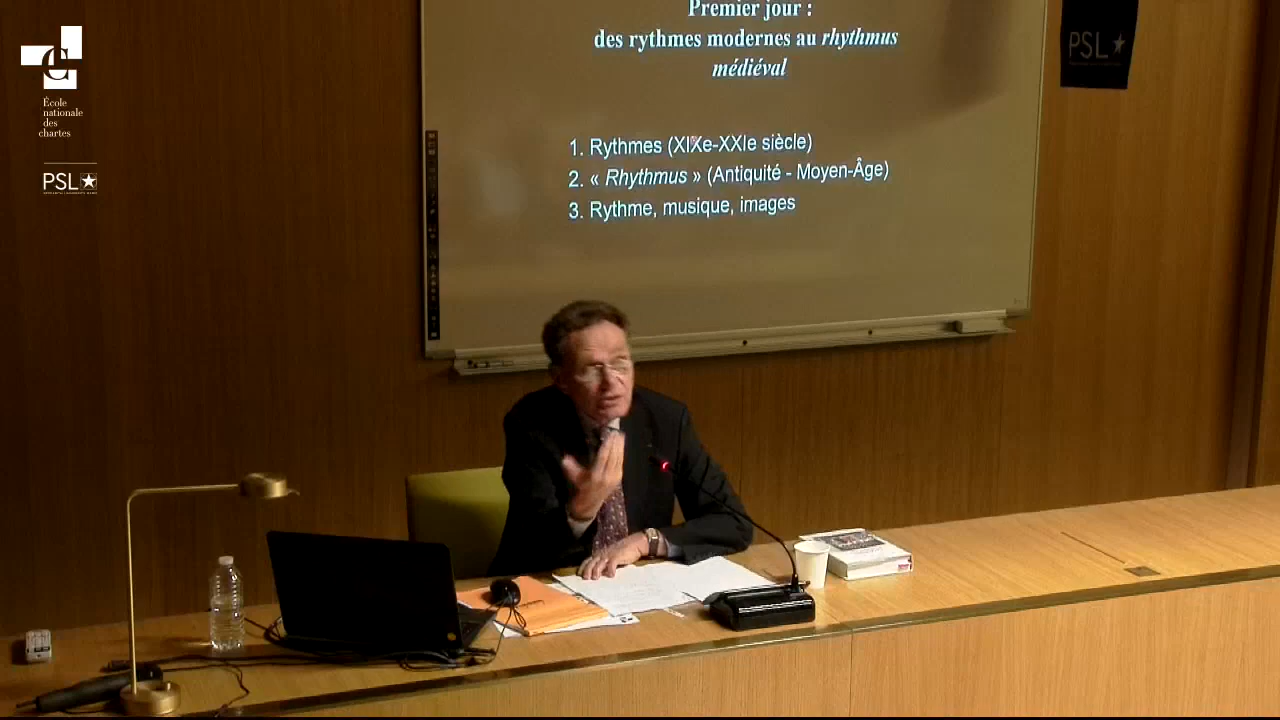 École
nationale
des
chartes
PSL
Premier jour :
des rythmes modernes au rhythmus
médiéval
1. Rythmes (XIXe-XXIe siècle)
2. « Rhythmus » (Antiquité - Moyen-Âge)
3. Rythme, musique, images
PSL